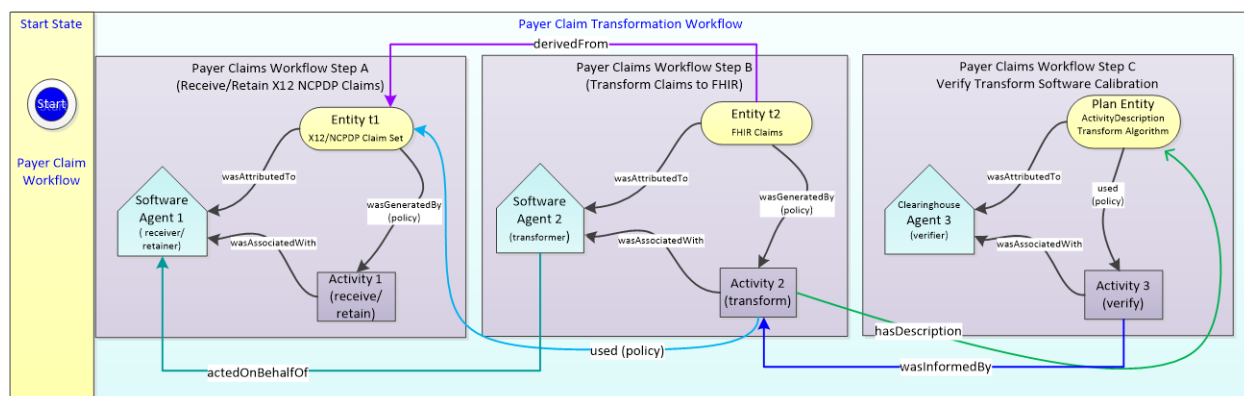 Start State
Payer Claim Transformation Workflow
derivedFrom
Start
Payer Claim
Workflow
Payer Claims Workflow Step A
(Receive/Retain X12 NCPDP Claims)
Entity t1
X12/NCPDP Claim Set
wasAttributedTo
Software
Agent 1
( receiver/
retainer)
wasGeneratedBy
(policy)
wasAssociatedWith
Activity 1
(receive/
retain)
Payer Claims Workflow Step B
(Transform Claims to FHIR)
Entity t2
FHIR Claims
wasAttributedTo
Software
Agent 2
(transformer)
wasGeneratedBy
(policy)
wasAssociatedWith
Activity 2
(transform)
Payer Claims Workflow Step C
Verify Transform Software Calibration
Plan Entity
ActivityDescription
Transform Algorithm
wasAttributedTo
Clearinghouse
Agent 3
(verifier)
used
(policy)
wasAssociatedWith
Activity 3
(verify)
hasDescription
used (policy)
actedOnBehalfOf
wasInformedBy